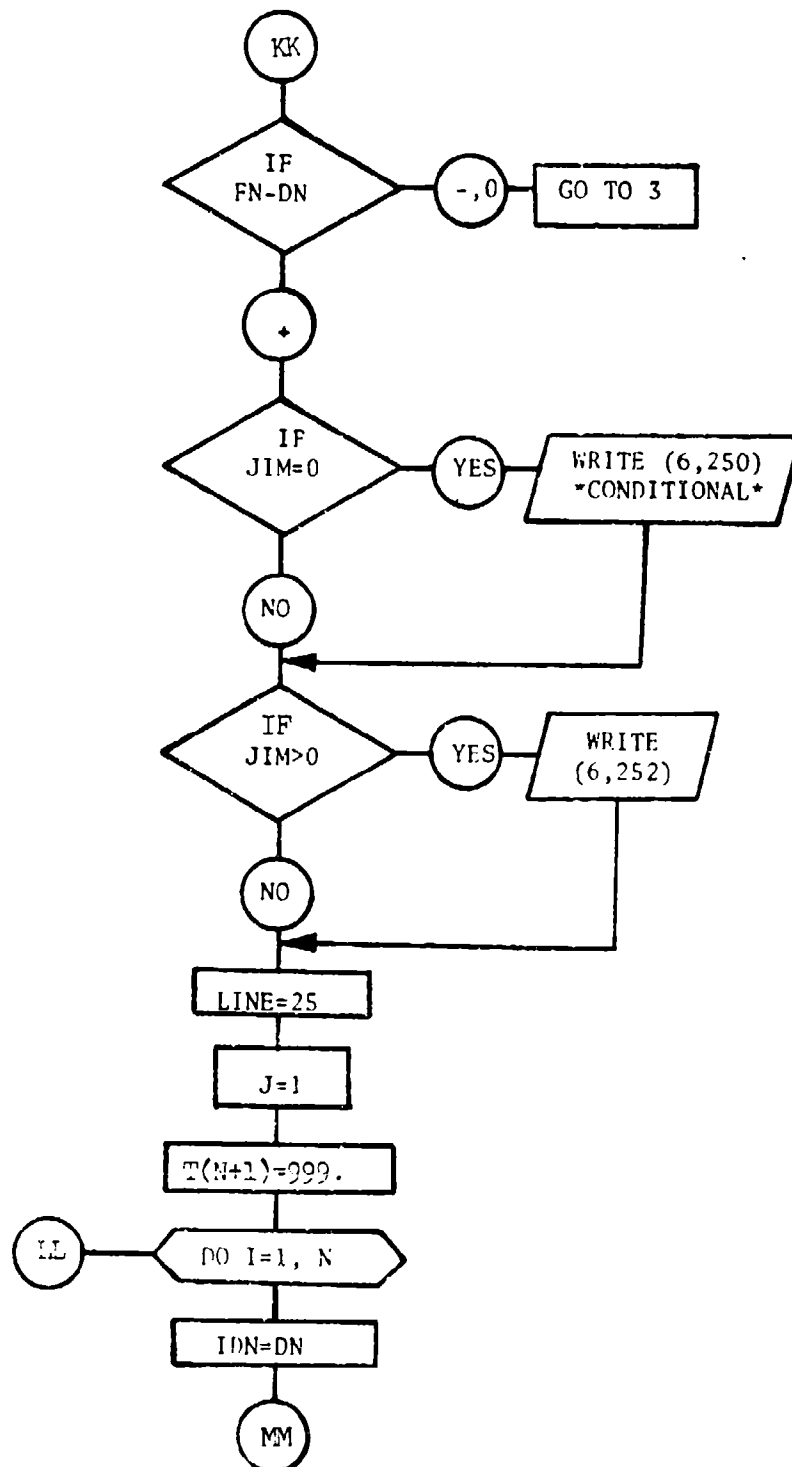 KK
IF
FN-DN
-,0
GO TO 3
+
IF
JIM=0
YES
WRITE (6,250)
*CONDITIONAL*
NO
IF
JIM>0
YES
WRITE
(6,252)
NO
LINE=25
J=1
T(N+1)=999.
LL
DO I=1, N
IDN=DN
MM